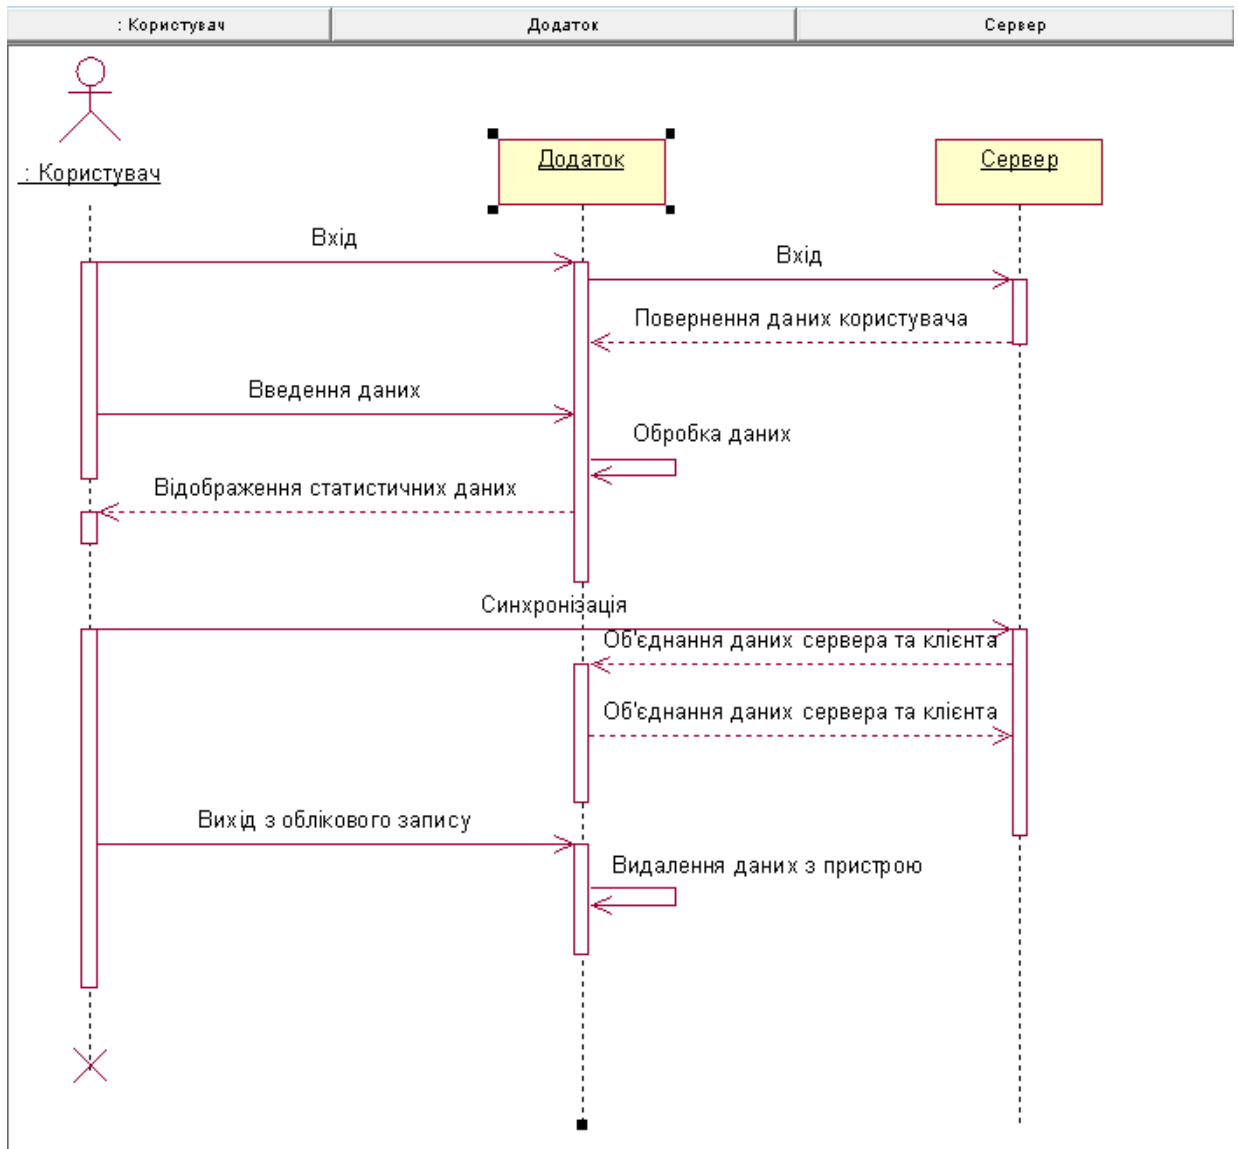 : Користувач
Додаток
Сервер
: Користувач
Додаток
Сервер
Вхід
Вхід
Повернення даних користувача
Введення даних
Обробка даних
Відображення статистичних даних
Синхронізація
Об'єднання даних сервера та клієнта
Об'єднання даних сервера та клієнта
Вихід з облікового запису
Видалення даних з пристрою